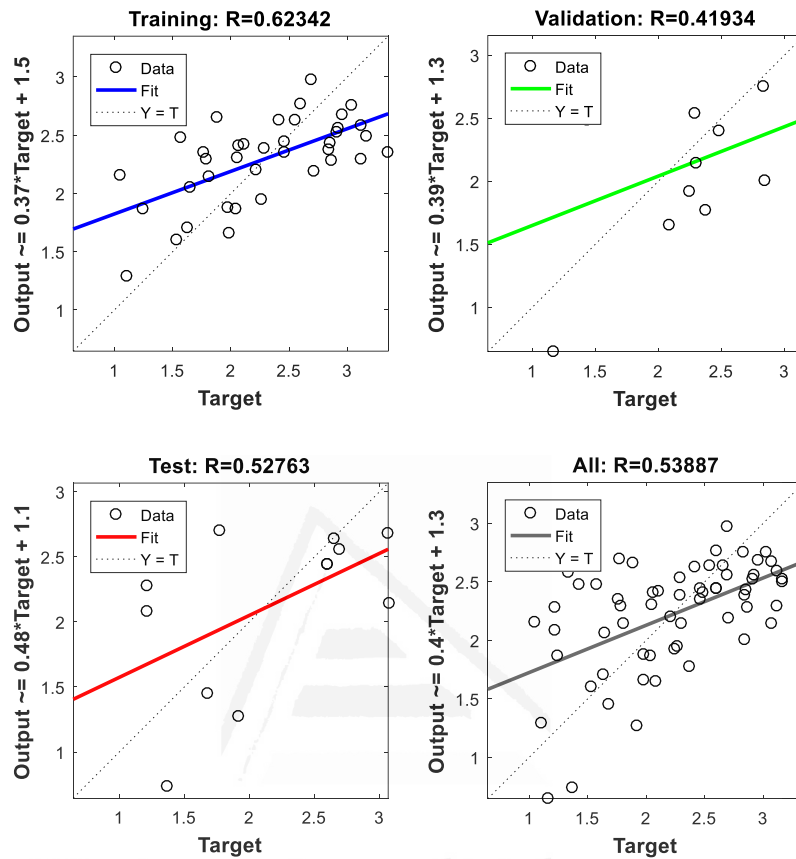 Training: R=0.62342
Output ~= 0.37*Target + 1.5
Data
Fit
Y = T
3
2.5
2
1.5
1
1 1.5 2 2.5 3
Target
Validation: R=0.41934
Output ~= 0.39*Target + 1.3
Data
Fit
Y = T
3
2.5
2
1.5
1
1 1.5 2 2.5 3
Target
Test: R=0.52763
Output ~= 0.48*Target + 1.1
Data
Fit
Y = T
3
2.5
2
1.5
1
1 1.5 2 2.5 3
Target
All: R=0.53887
Output ~= 0.4*Target + 1.3
Data
Fit
Y = T
3
2.5
2
1.5
1
1 1.5 2 2.5 3
Target